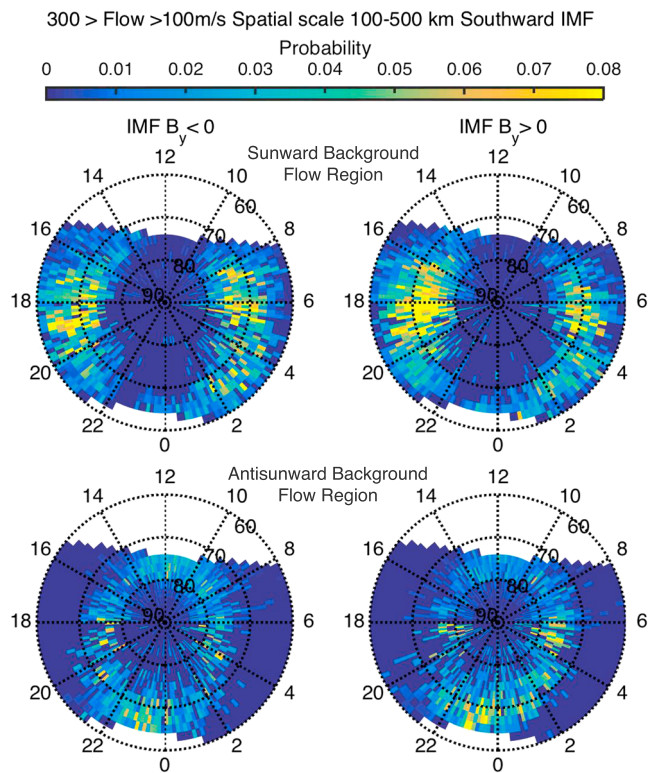 300 > Flow >100m/s Spatial scale 100-500 km Southward IMF
Probability
0 0.01 0.02 0.03 0.04 0.05 0.06 0.07 0.08
IMF By< 0 IMF By> 0
Sunward Background
Flow Region
12 12
14 10 14 10
60 60
16 70 8 16 70 8
80 80
18 90 6 18 90 6
20 4 20 4
22 2 22 2
0 0
Antisunward Background
Flow Region
12 12
14 10 14 10
60 60
16 70 8 16 70 8
80 80
18 90 6 18 90 6
20 4 20 4
22 2 22 2
0 0